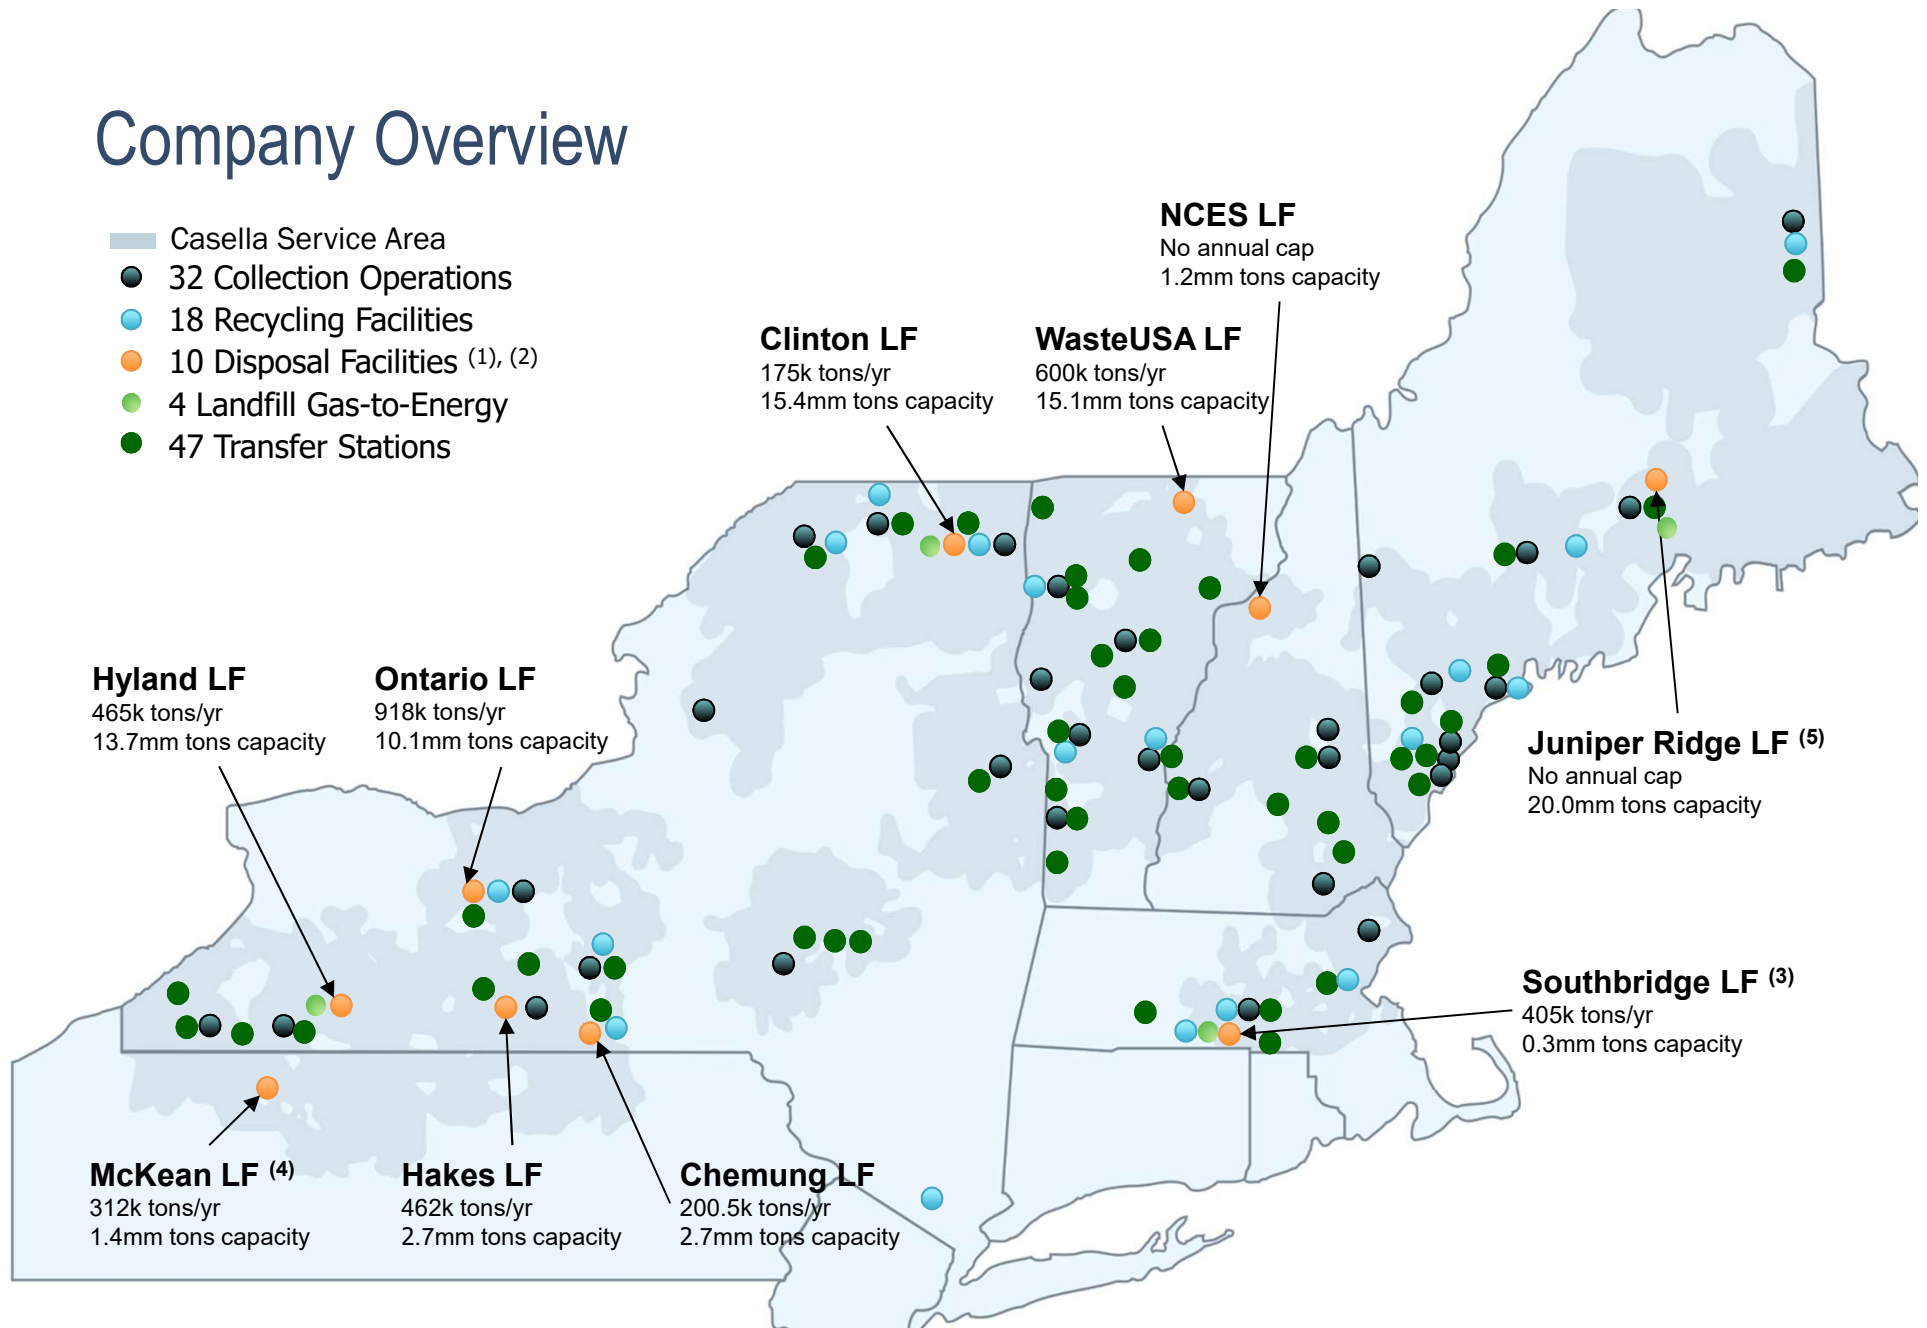 Company Overview
Casella Service Area
32 Collection Operations
18 Recycling Facilities
10 Disposal Facilities (1), (2)
4 Landfill Gas-to-Energy
47 Transfer Stations
NCES LF
No annual cap
1.2mm tons capacity
Clinton LF
175k tons/yr
15.4mm tons capacity
WasteUSA LF
600k tons/yr
15.1mm tons capacity
Hyland LF
465k tons/yr
13.7mm tons capacity
Ontario LF
918k tons/yr
10.1mm tons capacity
Juniper Ridge LF (5)
No annual cap
20.0mm tons capacity
Southbridge LF (3)
405k tons/yr
0.3mm tons capacity
McKean LF (4)
312k tons/yr
1.4mm tons capacity
Hakes LF
462k tons/yr
2.7mm tons capacity
Chemung LF
200.5k tons/yr
2.7mm tons capacity